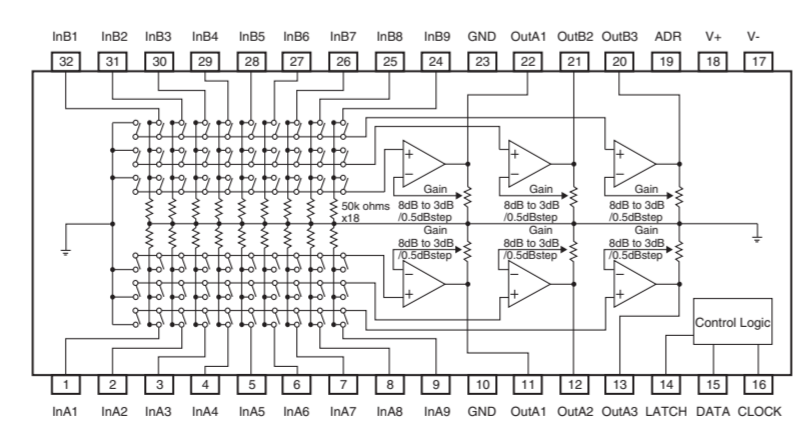 InB1 InB2 InB3 InB4 InB5 InB6 InB7 InB8 InB9 GND OutA1 OutB2 OutB3 ADR V+ V-
32 31 30 29 28 27 26 25 24 23 22 21 20 19 18 17
+ + +
− − −
Gain Gain Gain
50k ohms 8dB to 3dB 8dB to 3dB 8dB to 3dB
x18 /0.5dBstep /0.5dBstep /0.5dBstep
Gain Gain Gain
8dB to 3dB 8dB to 3dB 8dB to 3dB
/0.5dBstep /0.5dBstep /0.5dBstep
− − −
+ + +
Control Logic
1 2 3 4 5 6 7 8 9 10 11 12 13 14 15 16
InA1 InA2 InA3 InA4 InA5 InA6 InA7 InA8 InA9 GND OutA1 OutA2 OutA3 LATCH DATA CLOCK